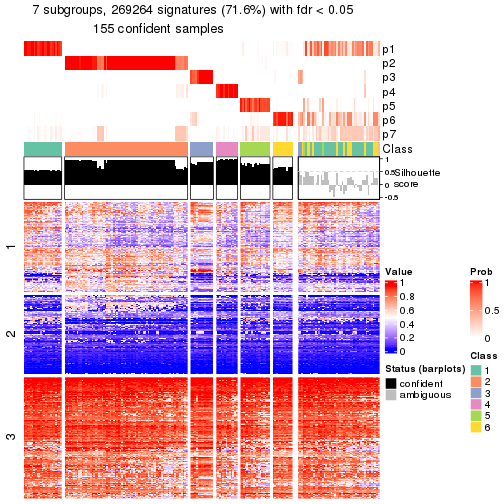 7 subgroups, 269264 signatures (71.6%) with fdr < 0.05
155 confident samples
p1
p2
p3
p4
p5
p6
p7
Class
1
0.5
0
-0.5
Silhouette
score
1
2
3
Value
1
0.8
0.6
0.4
0.2
0
Status (barplots)
confident
ambiguous
Prob
1
0.5
0
Class
1
2
3
4
5
6